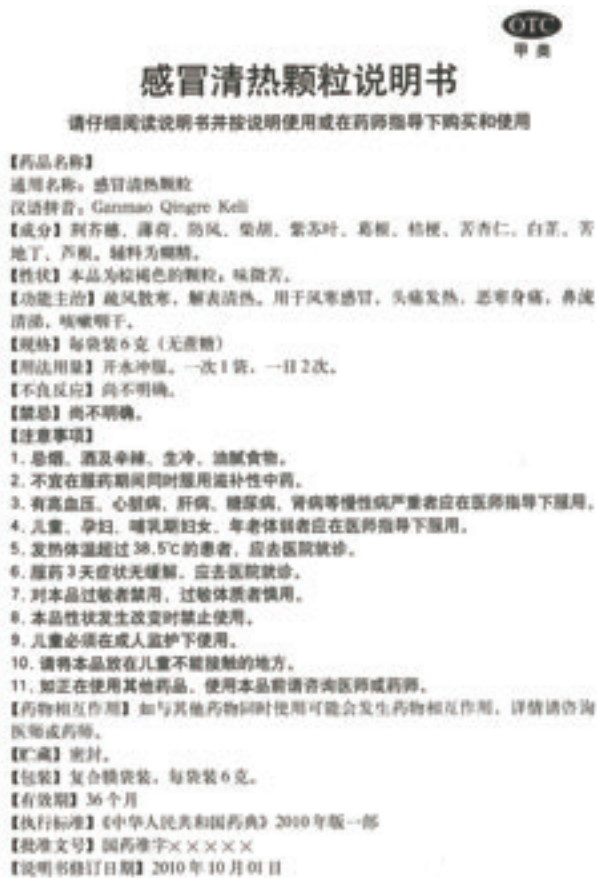 OTC
甲类
感冒清热颗粒说明书
请仔细阅读说明书并按说明使用或在药师指导下购买和使用
【药品名称】
通用名称：感冒清热颗粒
汉语拼音：Ganmao Qingre Keli
【成分】荆芥穗、薄荷、防风、柴胡、紫苏叶、葛根、桔梗、苦杏仁、白芷、苦
地丁、芦根。辅料为糊精。
【性状】本品为棕褐色的颗粒；味微苦。
【功能主治】疏风散寒，解表清热。用于风寒感冒，头痛发热，恶寒身痛，鼻流
清涕，咳嗽咽干。
【规格】每袋装6克（无蔗糖）
【用法用量】开水冲服。一次1袋，一日2次。
【不良反应】尚不明确。
【禁忌】尚不明确。
【注意事项】
1. 忌烟、酒及辛辣、生冷、油腻食物。
2. 不宜在服药期间同时服用滋补性中药。
3. 有高血压、心脏病、肝病、糖尿病、肾病等慢性病严重者应在医师指导下服用。
4. 儿童、孕妇、哺乳期妇女、年老体弱者应在医师指导下服用。
5. 发热体温超过38.5℃的患者，应去医院就诊。
6. 服药3天症状无缓解，应去医院就诊。
7. 对本品过敏者禁用，过敏体质者慎用。
8. 本品性状发生改变时禁止使用。
9. 儿童必须在成人监护下使用。
10. 请将本品放在儿童不能接触的地方。
11. 如正在使用其他药品，使用本品前请咨询医师或药师。
【药物相互作用】如与其他药物同时使用可能会发生药物相互作用，详情请咨询
医师或药师。
【贮藏】密封。
【包装】复合膜袋装，每袋装6克。
【有效期】36个月
【执行标准】《中华人民共和国药典》2010年版一部
【批准文号】国药准字×××××
【说明书修订日期】2010年10月01日